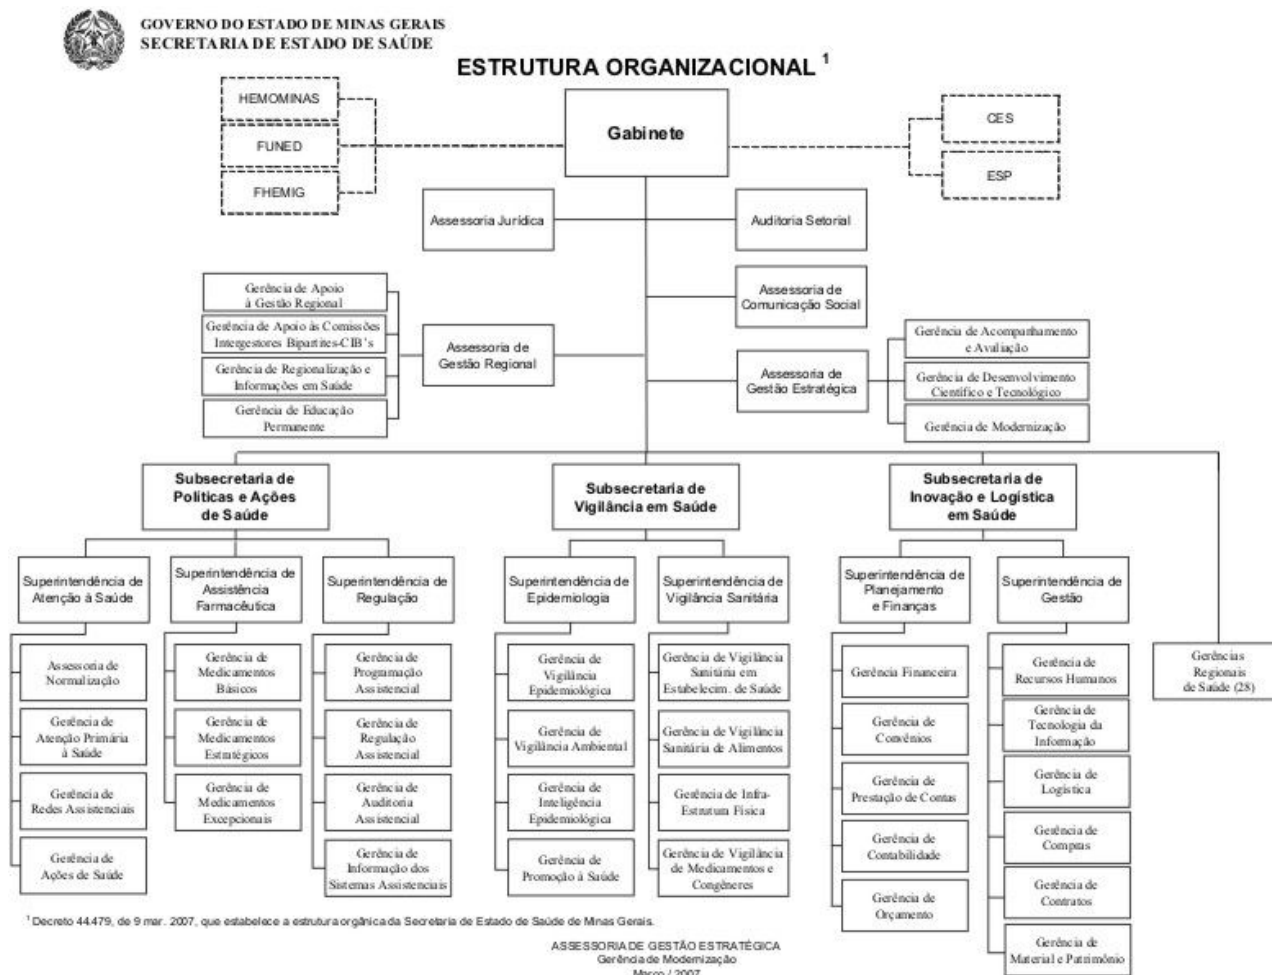 GOVERNO DO ESTADO DE MINAS GERAIS
SECRETARIA DE ESTADO DE SAÚDE
ESTRUTURA ORGANIZACIONAL 1
HEMOMINAS
FUNED
FHEMIG
Gabinete
CES
ESP
Assessoria Jurídica
Auditoria Setorial
Assessoria de
Comunicação Social
Gerência de Apoio
à Gestão Regional
Gerência de Apoio às Comissões
Intergestores Bipartites-CIB's
Gerência de Regionalização e
Informações em Saúde
Gerência de Educação
Permanente
Assessoria de
Gestão Regional
Assessoria de
Gestão Estratégica
Gerência de Acompanhamento
e Avaliação
Gerência de Desenvolvimento
Científico e Tecnológico
Gerência de Modernização
Subsecretaria de
Políticas e Ações
de Saúde
Subsecretaria de
Vigilância em Saúde
Subsecretaria de
Inovação e Logística
em Saúde
Superintendência de
Atenção à Saúde
Superintendência de
Assistência
Farmacêutica
Superintendência de
Regulação
Superintendência de
Epidemiologia
Superintendência de
Vigilância Sanitária
Superintendência de
Planejamento
e Finanças
Superintendência de
Gestão
Assessoria de
Normalização
Gerência de
Atenção Primária
à Saúde
Gerência de
Redes Assistenciais
Gerência de
Ações de Saúde
Gerência de
Medicamentos
Básicos
Gerência de
Medicamentos
Estratégicos
Gerência de
Medicamentos
Excepcionais
Gerência de
Programação
Assistencial
Gerência de
Regulação
Assistencial
Gerência de
Auditoria
Assistencial
Gerência de
Informação dos
Sistemas Assistenciais
Gerência de
Vigilância
Epidemiológica
Gerência de
Vigilância Ambiental
Gerência de
Inteligência
Epidemiológica
Gerência de
Promoção à Saúde
Gerência de Vigilância
Sanitária em
Estabelecim. de Saúde
Gerência de Vigilância
Sanitária de Alimentos
Gerência de Infra-
Estrutura Física
Gerência de Vigilância
de Medicamentos e
Congêneres
Gerência Financeira
Gerência de
Convênios
Gerência de
Prestação de Contas
Gerência de
Contabilidade
Gerência de
Orçamento
Gerência de
Recursos Humanos
Gerência de
Tecnologia da
Informação
Gerência de
Logística
Gerência de
Compras
Gerência de
Contratos
Gerência de
Material e Patrimônio
Gerências
Regionais
de Saúde (28)
1 Decreto 44.479, de 9 mar. 2007, que estabelece a estrutura orgânica da Secretaria de Estado de Saúde de Minas Gerais.
ASSESSORIA DE GESTÃO ESTRATÉGICA
Gerência de Modernização
Março / 2007